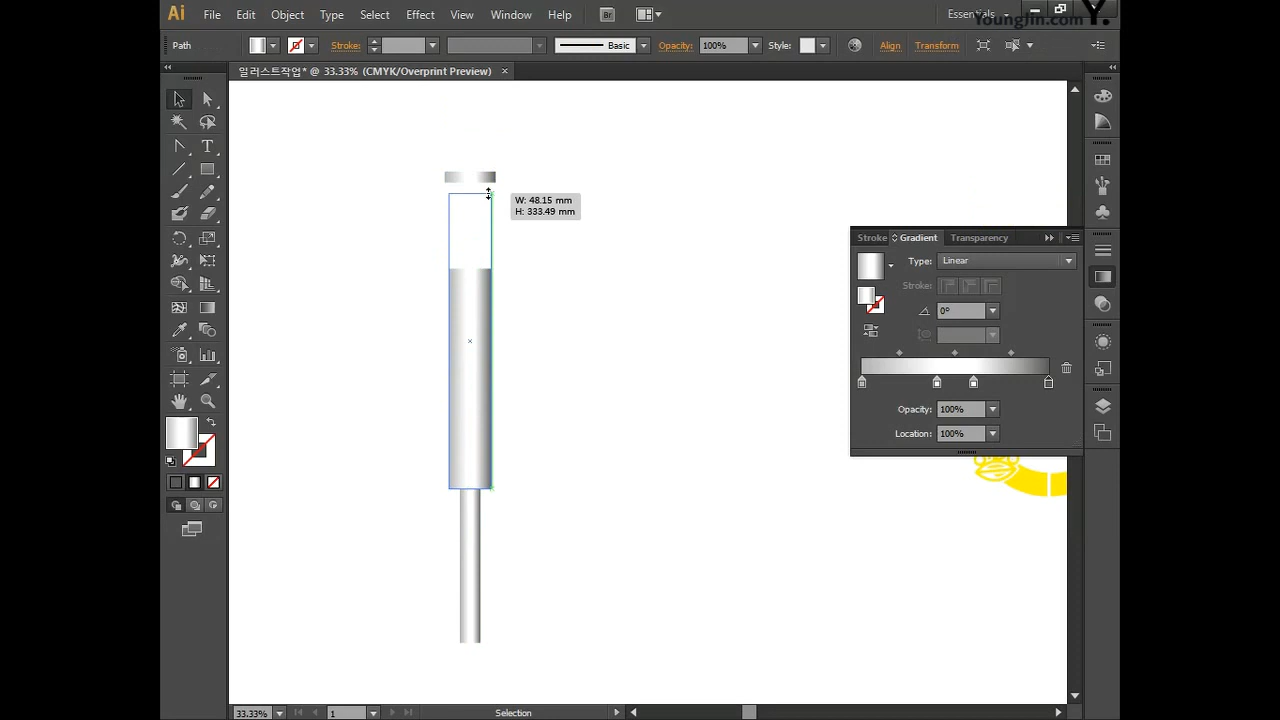 Ai File Edit Object Type Select Effect View Window Help Br Essentials
YoungJin.com Y.
Path Stroke: Basic Opacity: 100% Style: Align Transform
일러스트작업* @ 33.33% (CMYK/Overprint Preview) ×
W: 48.15 mm
H: 333.49 mm
Stroke Gradient Transparency
Type: Linear
Stroke:
0°
Opacity: 100%
Location: 100%
33.33% 1 Selection